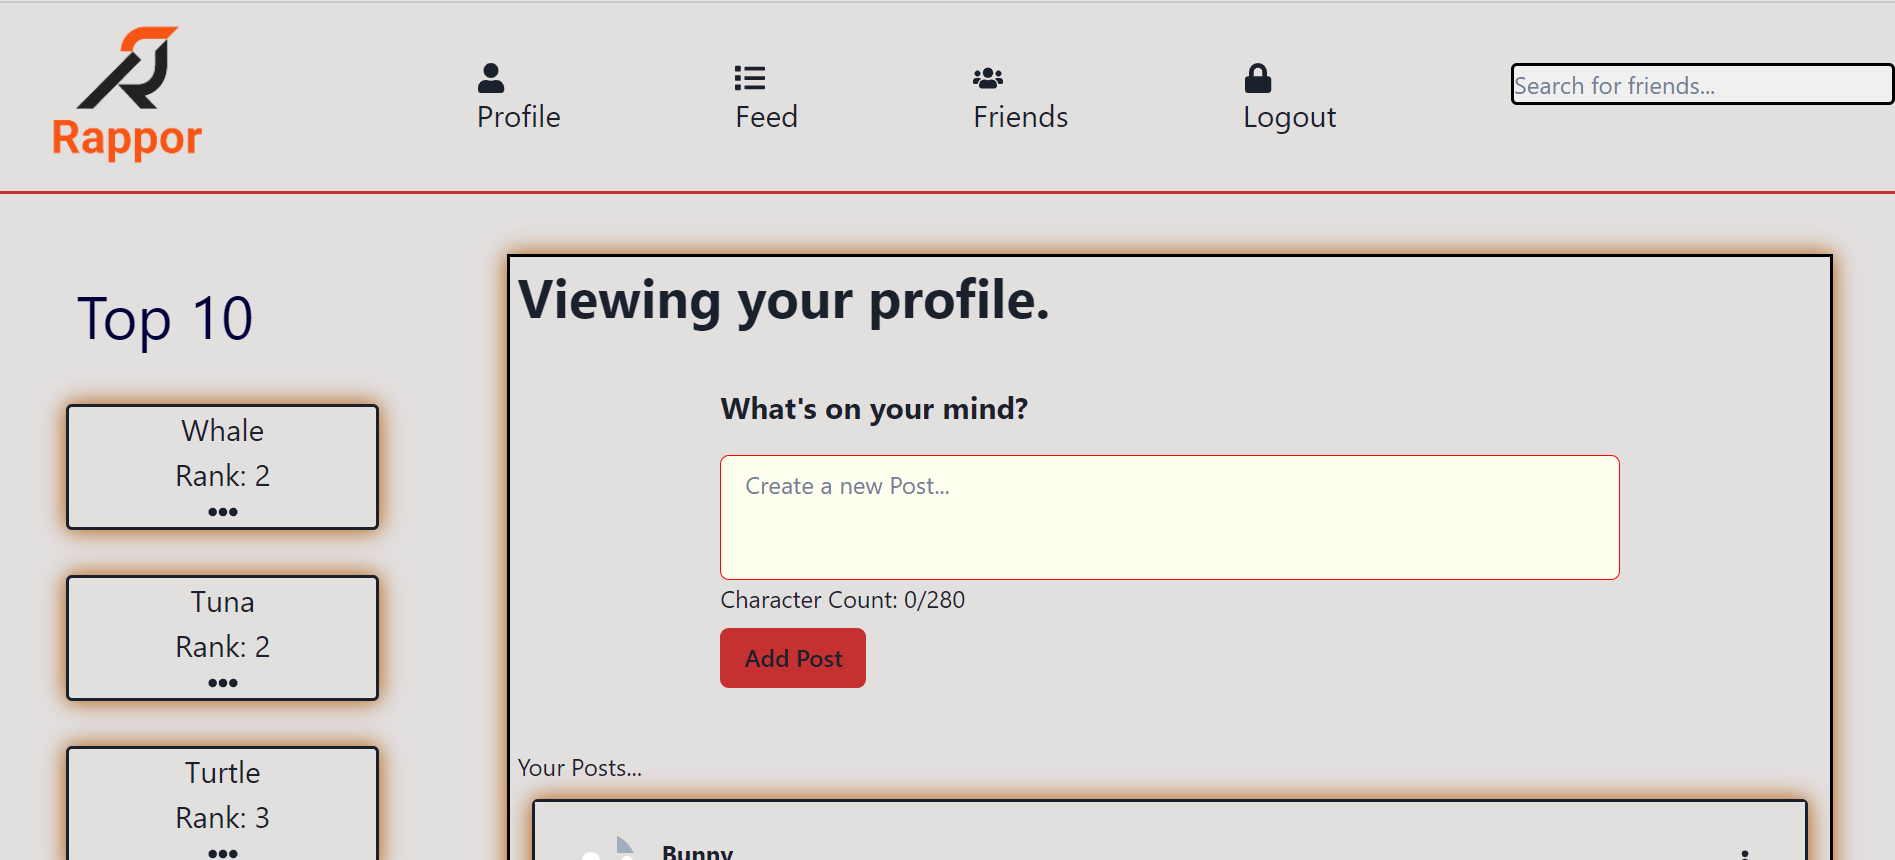 Rappor
Profile
Feed
Friends
Logout
Search for friends...
Top 10
Whale
Rank: 2
Tuna
Rank: 2
Turtle
Rank: 3
Viewing your profile.
What's on your mind?
Create a new Post...
Character Count: 0/280
Add Post
Your Posts...
Bunny